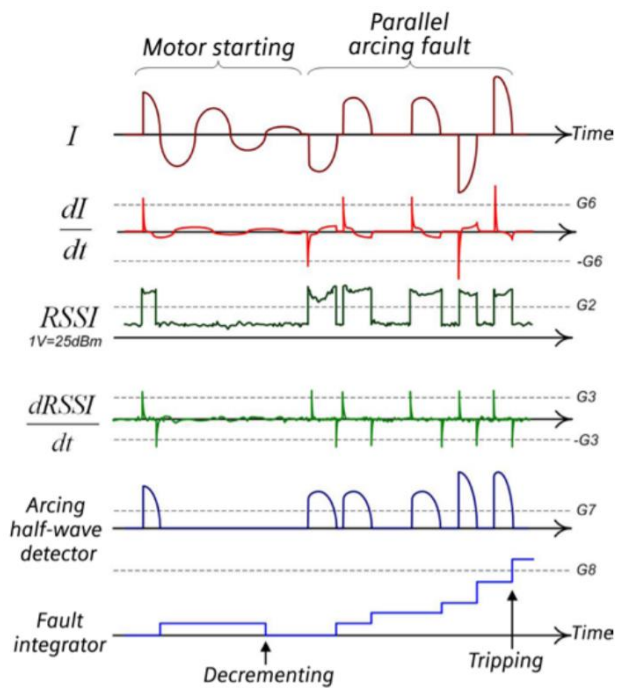 Motor starting
Parallel
arcing fault
I
Time
dI
dt
G6
-G6
RSSI
1V=25dBm
G2
dRSSI
dt
G3
-G3
Arcing
half-wave
detector
G7
G8
Fault
integrator
Time
Decrementing
Tripping